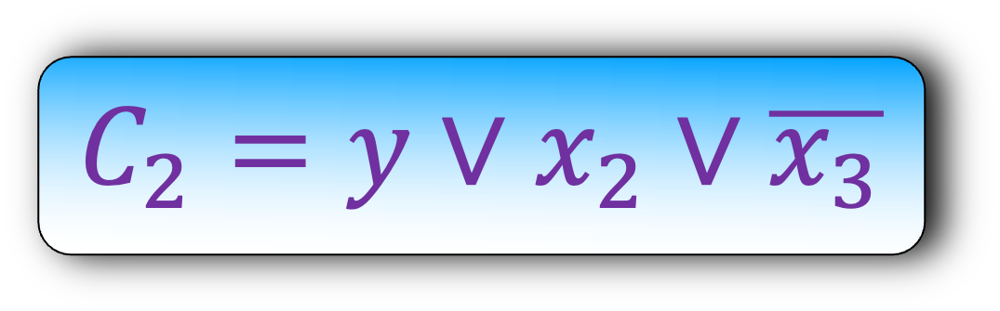 C₂ = y ∨ x₂ ∨ x̅₃